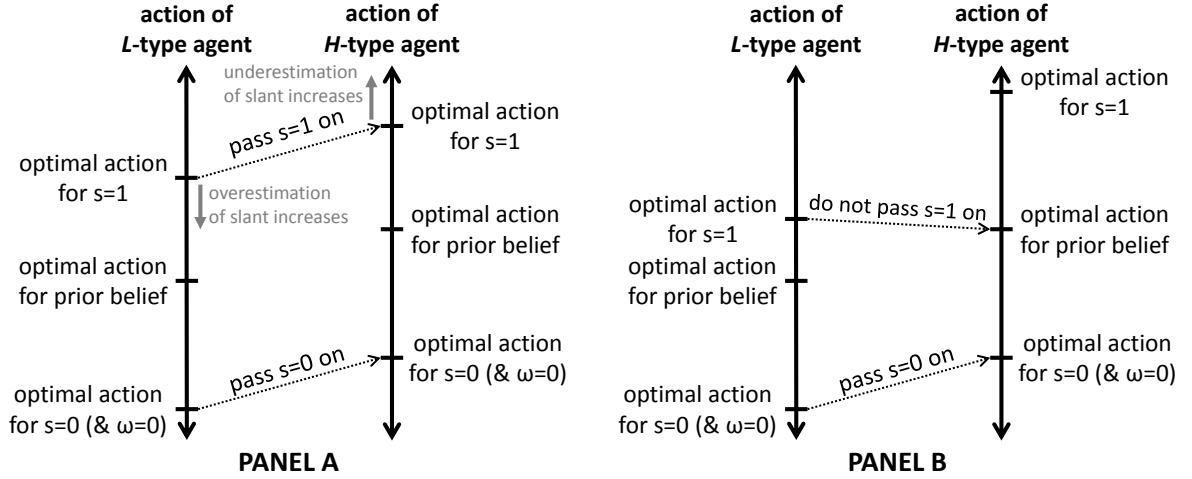 action of
L-type agent
action of
H-type agent
underestimation
of slant increases
optimal action
for s=1
pass s=1 on
optimal action
for s=1
overestimation
of slant increases
optimal action
for prior belief
optimal action
for prior belief
pass s=0 on
optimal action
for s=0 (& ω=0)
optimal action
for s=0 (& ω=0)
PANEL A
action of
L-type agent
action of
H-type agent
optimal action
for s=1
optimal action
for s=1
do not pass s=1 on
optimal action
for prior belief
optimal action
for prior belief
pass s=0 on
optimal action
for s=0 (& ω=0)
optimal action
for s=0 (& ω=0)
PANEL B